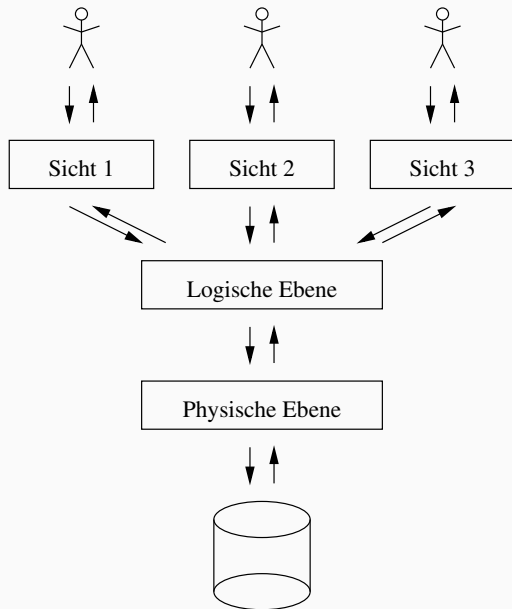 Sicht 1
Sicht 2
Sicht 3
Logische Ebene
Physische Ebene